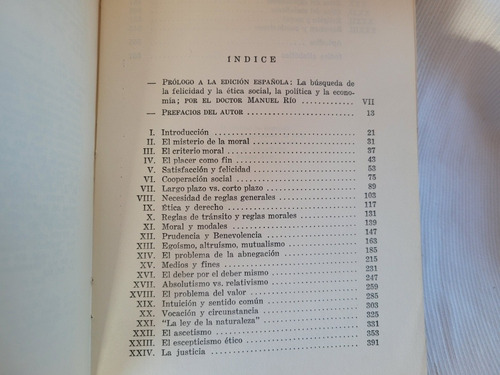 INDICE
— PRÓLOGO A LA EDICIÓN ESPAÑOLA: La búsqueda de
la felicidad y la ética social, la política y la econo-
mia; POR EL DOCTOR MANUEL RÍO ............ VII
— PREFACIOS DEL AUTOR ............ 13
I. Introducción ............ 21
II. El misterio de la moral ............ 31
III. El criterio moral ............ 37
IV. El placer como fin ............ 43
V. Satisfacción y felicidad ............ 53
VI. Cooperación social ............ 75
VII. Largo plazo vs. corto plazo ............ 89
VIII. Necesidad de reglas generales ............ 103
IX. Ética y derecho ............ 117
X. Reglas de tránsito y reglas morales ............ 131
XI. Moral y modales ............ 139
XII. Prudencia y Benevolencia ............ 147
XIII. Egoísmo, altruísmo, mutualismo ............ 163
XIV. El problema de la abnegación ............ 185
XV. Medios y fines ............ 215
XVI. El deber por el deber mismo ............ 231
XVII. Absolutismo vs. relativismo ............ 247
XVIII. El problema del valor ............ 259
XIX. Intuición y sentido común ............ 285
XX. Vocación y circunstancia ............ 303
XXI. "La ley de la naturaleza" ............ 325
XXII. El ascetismo ............ 331
XXIII. El escepticismo ético ............ 353
XXIV. La justicia ............ 391